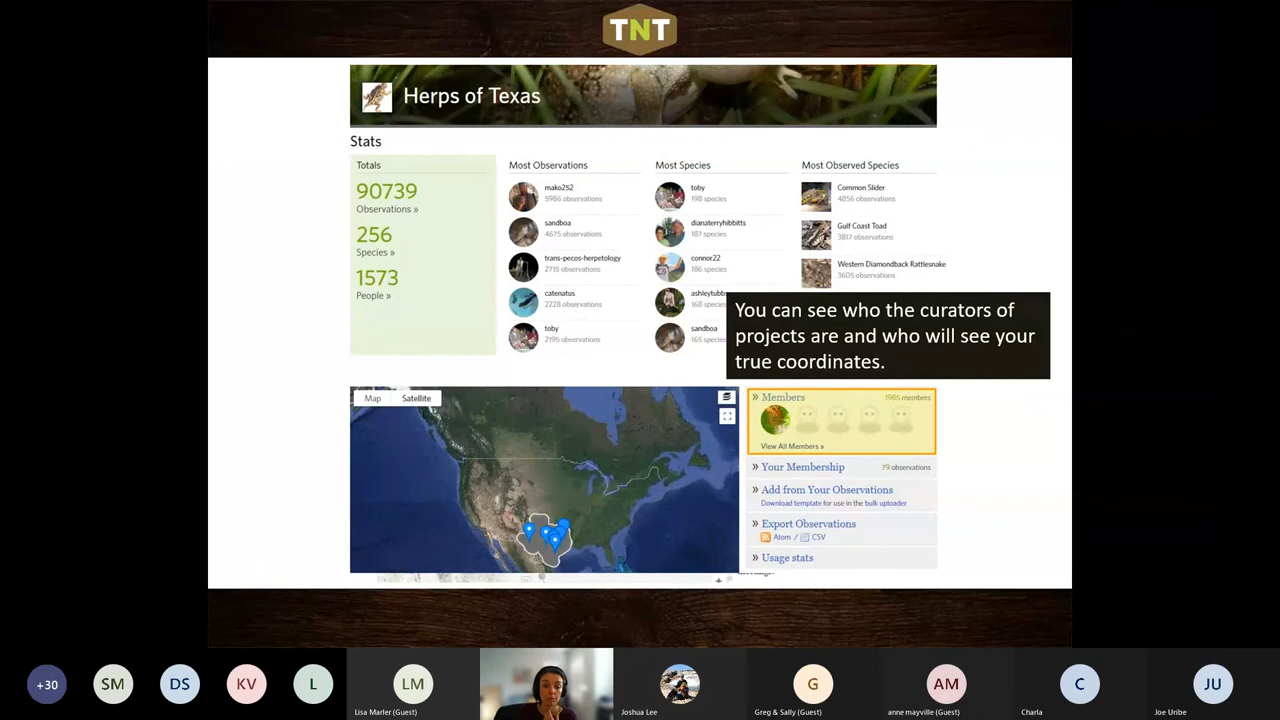 TNT
Herps of Texas
Stats
Totals
90739
Observations »
256
Species »
1573
People »
Most Observations
mako252
5986 observations
sandboa
4675 observations
trans-pecos-herpetology
2715 observations
catenatus
2228 observations
toby
2195 observations
Most Species
toby
198 species
dianaterryhibbitts
187 species
connor22
186 species
ashleytubbs
168 species
sandboa
165 species
Most Observed Species
Common Slider
4856 observations
Gulf Coast Toad
3817 observations
Western Diamondback Rattlesnake
3605 observations
You can see who the curators of
projects are and who will see your
true coordinates.
Map
Satellite
» Members 1985 members
View All Members »
» Your Membership 79 observations
» Add from Your Observations
Download template for use in the bulk uploader
» Export Observations
Atom / CSV
» Usage stats
+30
SM
DS
KV
L
LM
Lisa Marler (Guest)
Joshua Lee
G
Greg & Sally (Guest)
AM
anne mayville (Guest)
C
Charla
JU
Joe Uribe